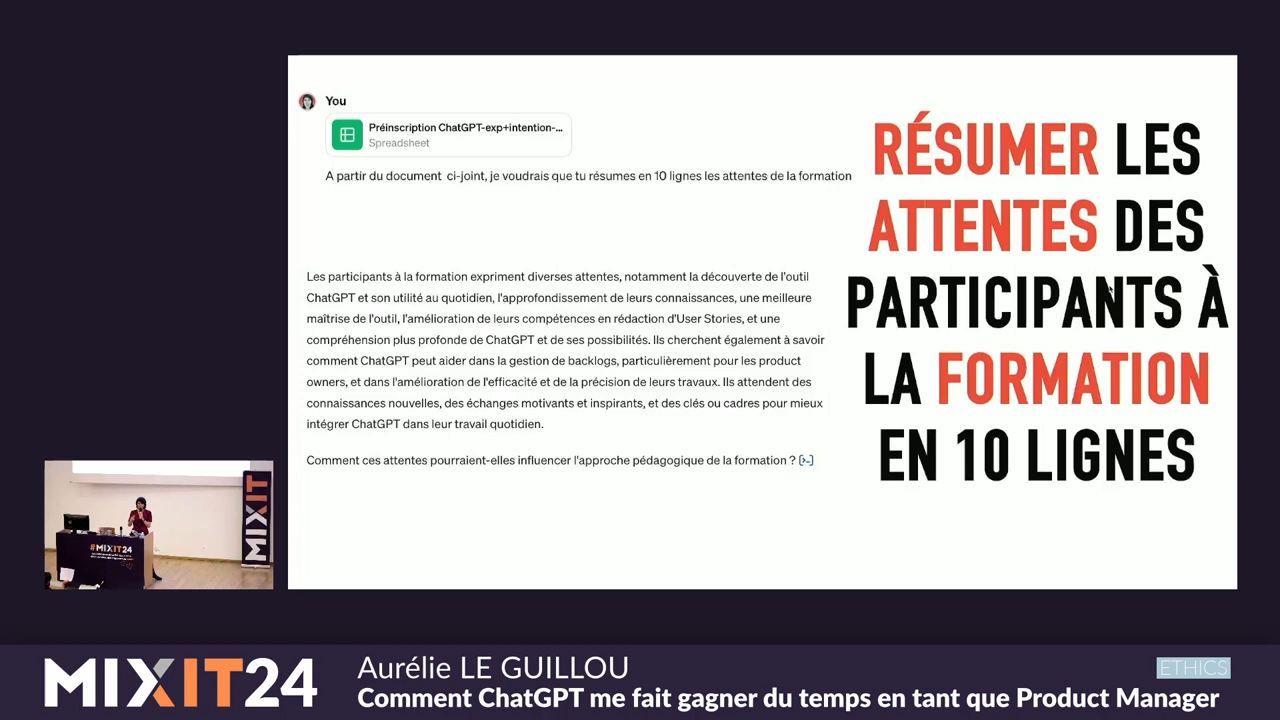 You
Préinscription ChatGPT-exp+intention-...
Spreadsheet
A partir du document ci-joint, je voudrais que tu résumes en 10 lignes les attentes de la formation
Les participants à la formation expriment diverses attentes, notamment la découverte de l'outil
ChatGPT et son utilité au quotidien, l'approfondissement de leurs connaissances, une meilleure
maîtrise de l'outil, l'amélioration de leurs compétences en rédaction d'User Stories, et une
compréhension plus profonde de ChatGPT et de ses possibilités. Ils cherchent également à savoir
comment ChatGPT peut aider dans la gestion de backlogs, particulièrement pour les product
owners, et dans l'amélioration de l'efficacité et de la précision de leurs travaux. Ils attendent des
connaissances nouvelles, des échanges motivants et inspirants, et des clés ou cadres pour mieux
intégrer ChatGPT dans leur travail quotidien.
Comment ces attentes pourraient-elles influencer l'approche pédagogique de la formation ? [>-]
RÉSUMER LES
ATTENTES DES
PARTICIPANTS À
LA FORMATION
EN 10 LIGNES
#MIXIT24
MIXIT
MIXIT24
Aurélie LE GUILLOU
Comment ChatGPT me fait gagner du temps en tant que Product Manager
ETHICS